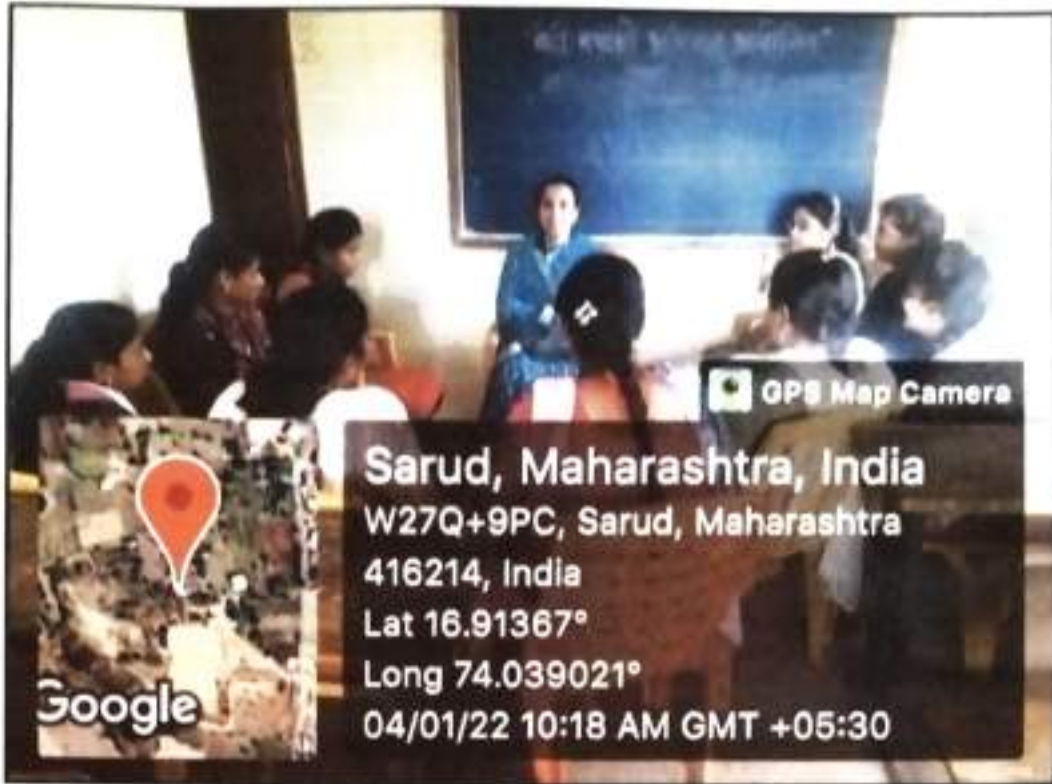 GPS Map Camera
Sarud, Maharashtra, India
W27Q+9PC, Sarud, Maharashtra
416214, India
Lat 16.91367°
Long 74.039021°
04/01/22 10:18 AM GMT +05:30
Google